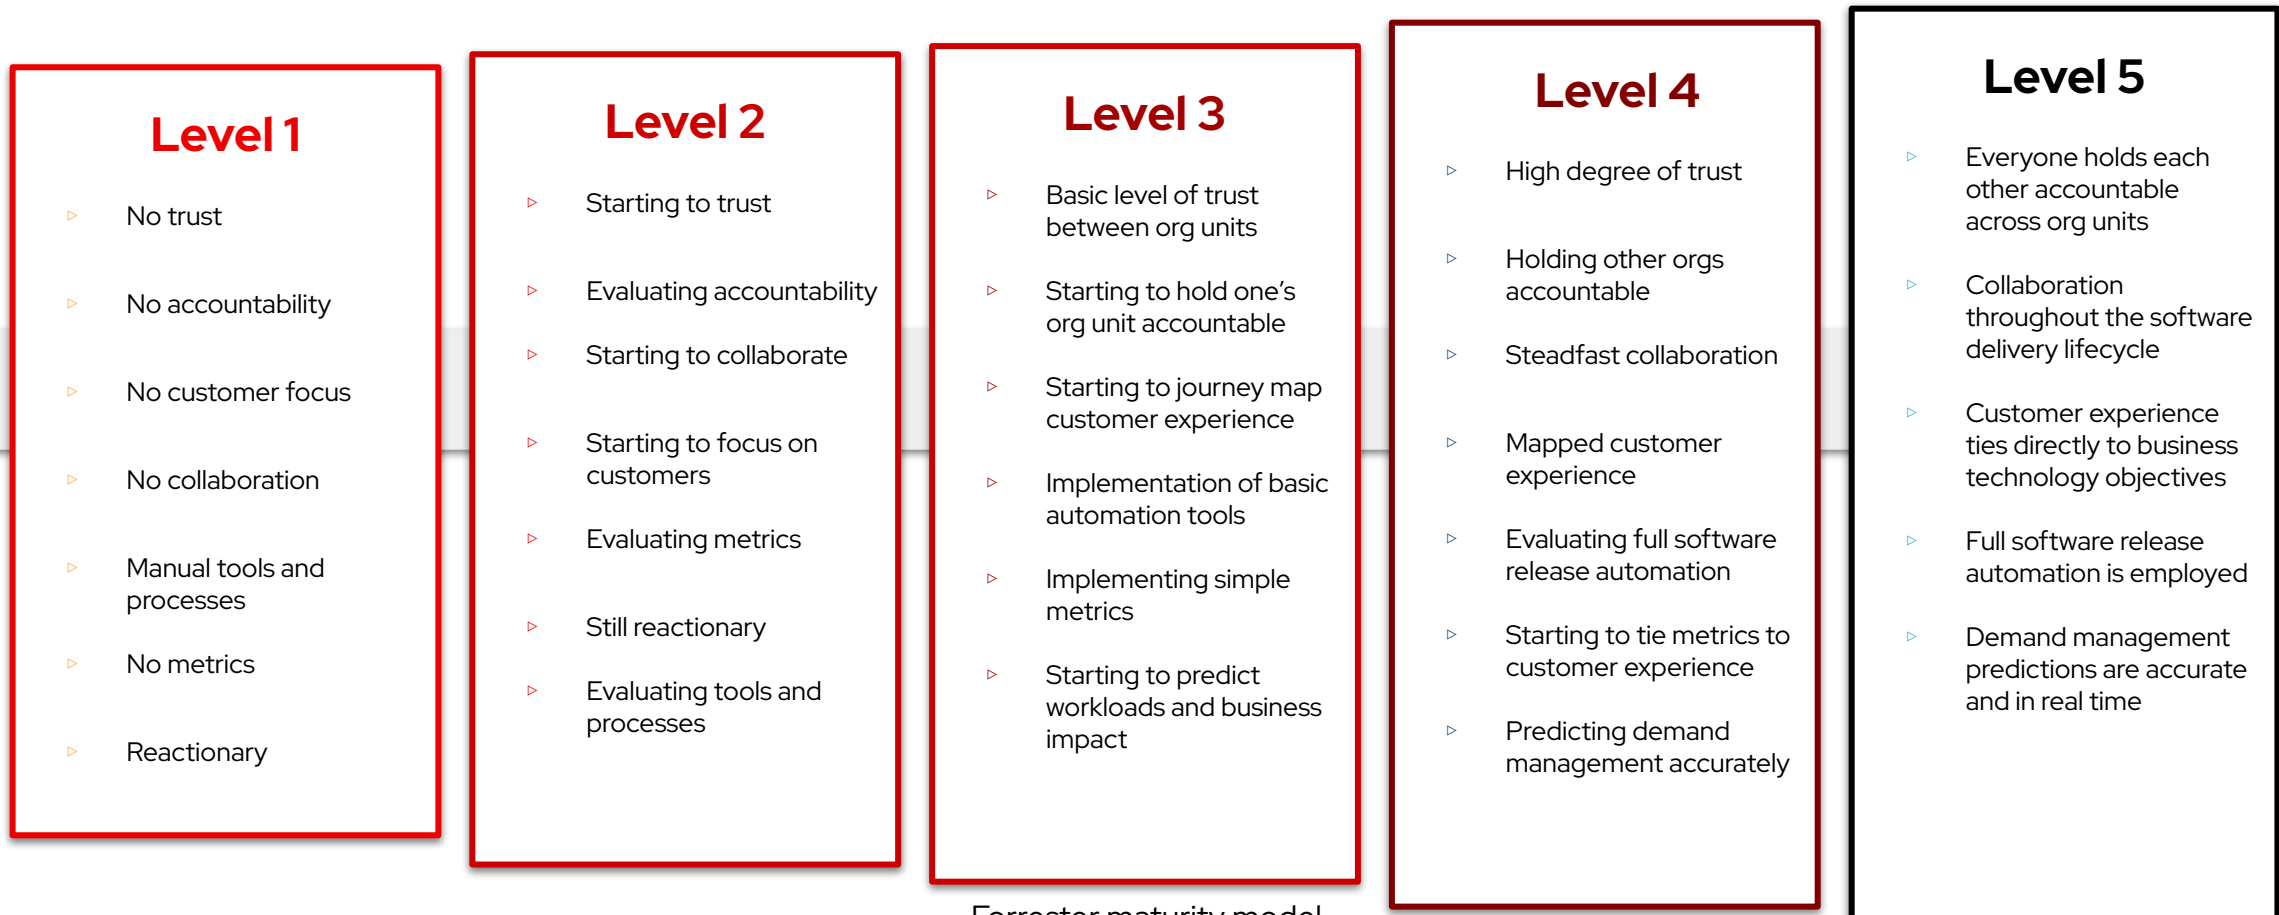 Level 1
No trust
No accountability
No customer focus
No collaboration
Manual tools and
processes
No metrics
Reactionary
Level 2
Starting to trust
Evaluating accountability
Starting to collaborate
Starting to focus on
customers
Evaluating metrics
Still reactionary
Evaluating tools and
processes
Level 3
Basic level of trust
between org units
Starting to hold one’s
org unit accountable
Starting to journey map
customer experience
Implementation of basic
automation tools
Implementing simple
metrics
Starting to predict
workloads and business
impact
Level 4
High degree of trust
Holding other orgs
accountable
Steadfast collaboration
Mapped customer
experience
Evaluating full software
release automation
Starting to tie metrics to
customer experience
Predicting demand
management accurately
Level 5
Everyone holds each
other accountable
across org units
Collaboration
throughout the software
delivery lifecycle
Customer experience
ties directly to business
technology objectives
Full software release
automation is employed
Demand management
predictions are accurate
and in real time
Forrester maturity model